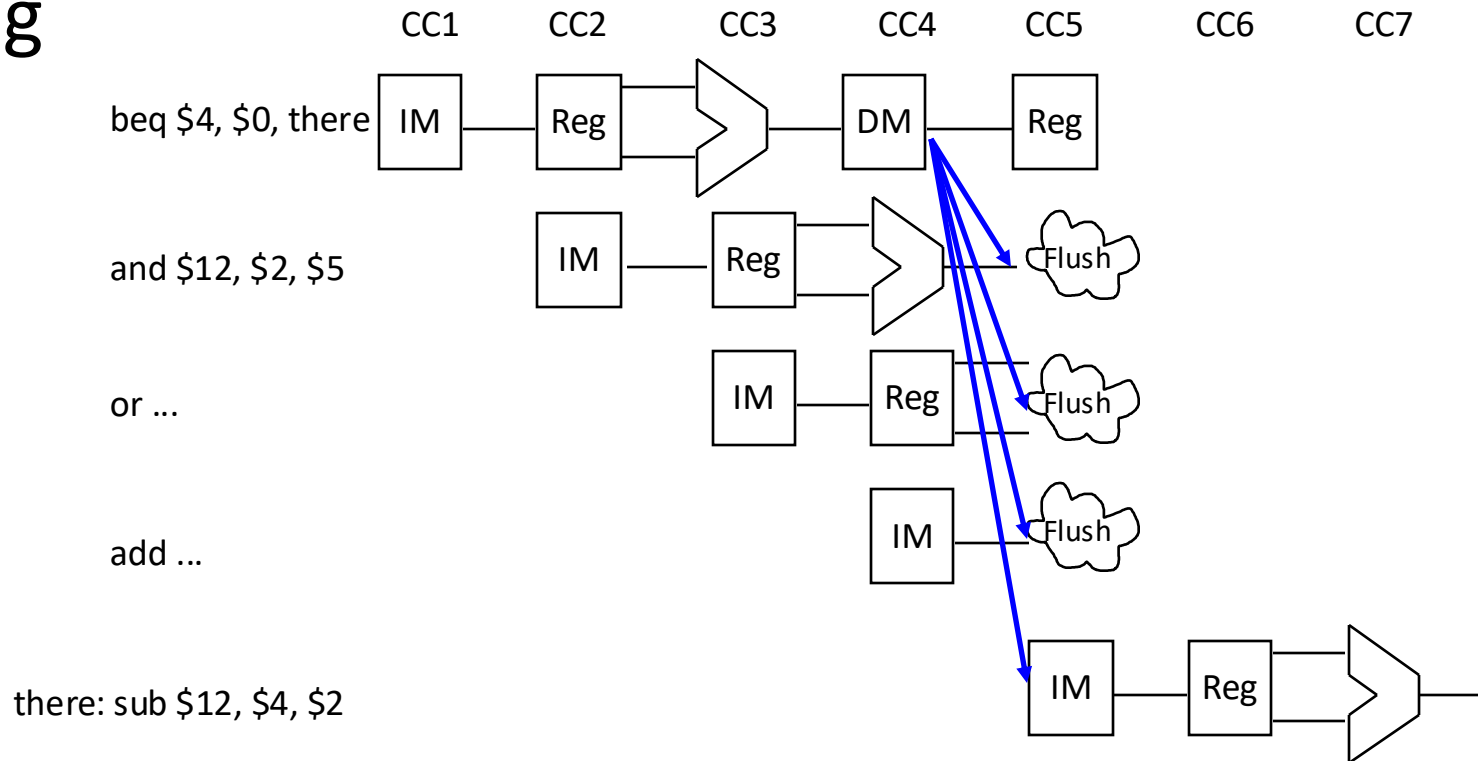 g
CC1 CC2 CC3 CC4 CC5 CC6 CC7
beq $4, $0, there IM Reg DM Reg
and $12, $2, $5 IM Reg Flush
or ... IM Reg Flush
add ... IM Flush
there: sub $12, $4, $2 IM Reg